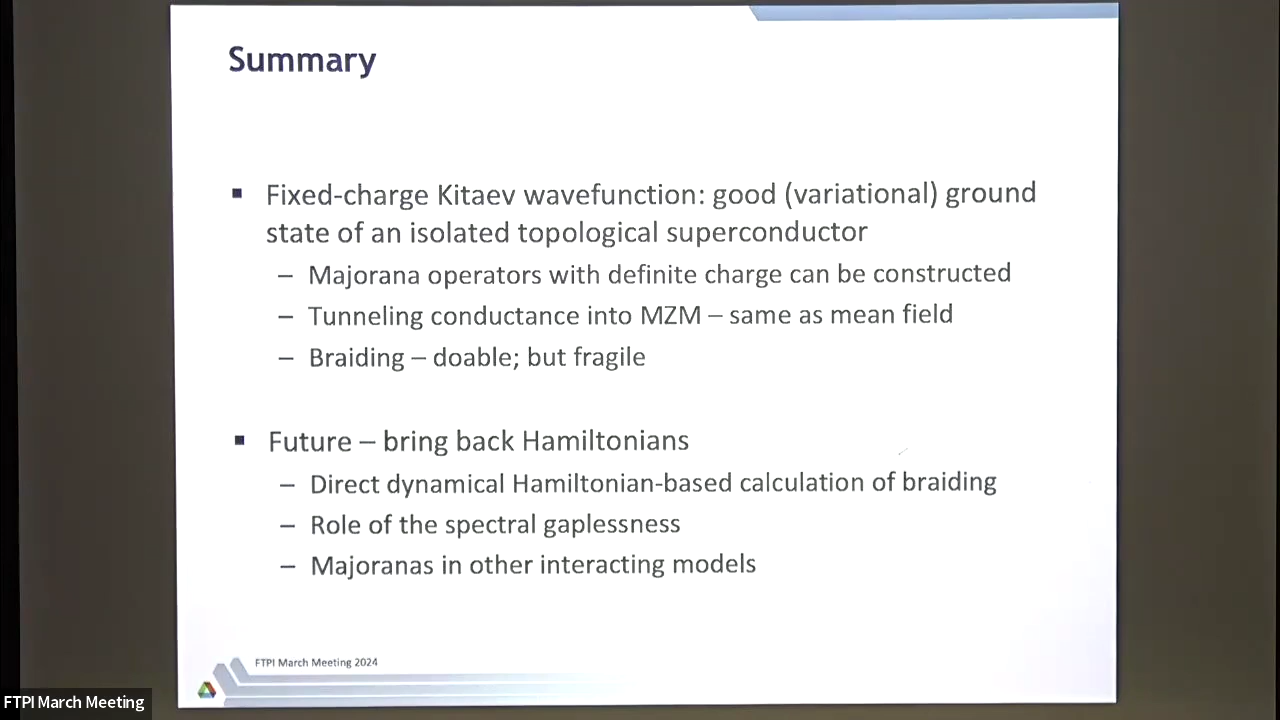 Summary
▪ Fixed-charge Kitaev wavefunction: good (variational) ground
state of an isolated topological superconductor
– Majorana operators with definite charge can be constructed
– Tunneling conductance into MZM – same as mean field
– Braiding – doable; but fragile
▪ Future – bring back Hamiltonians
– Direct dynamical Hamiltonian-based calculation of braiding
– Role of the spectral gaplessness
– Majoranas in other interacting models
FTPI March Meeting 2024
FTPI March Meeting